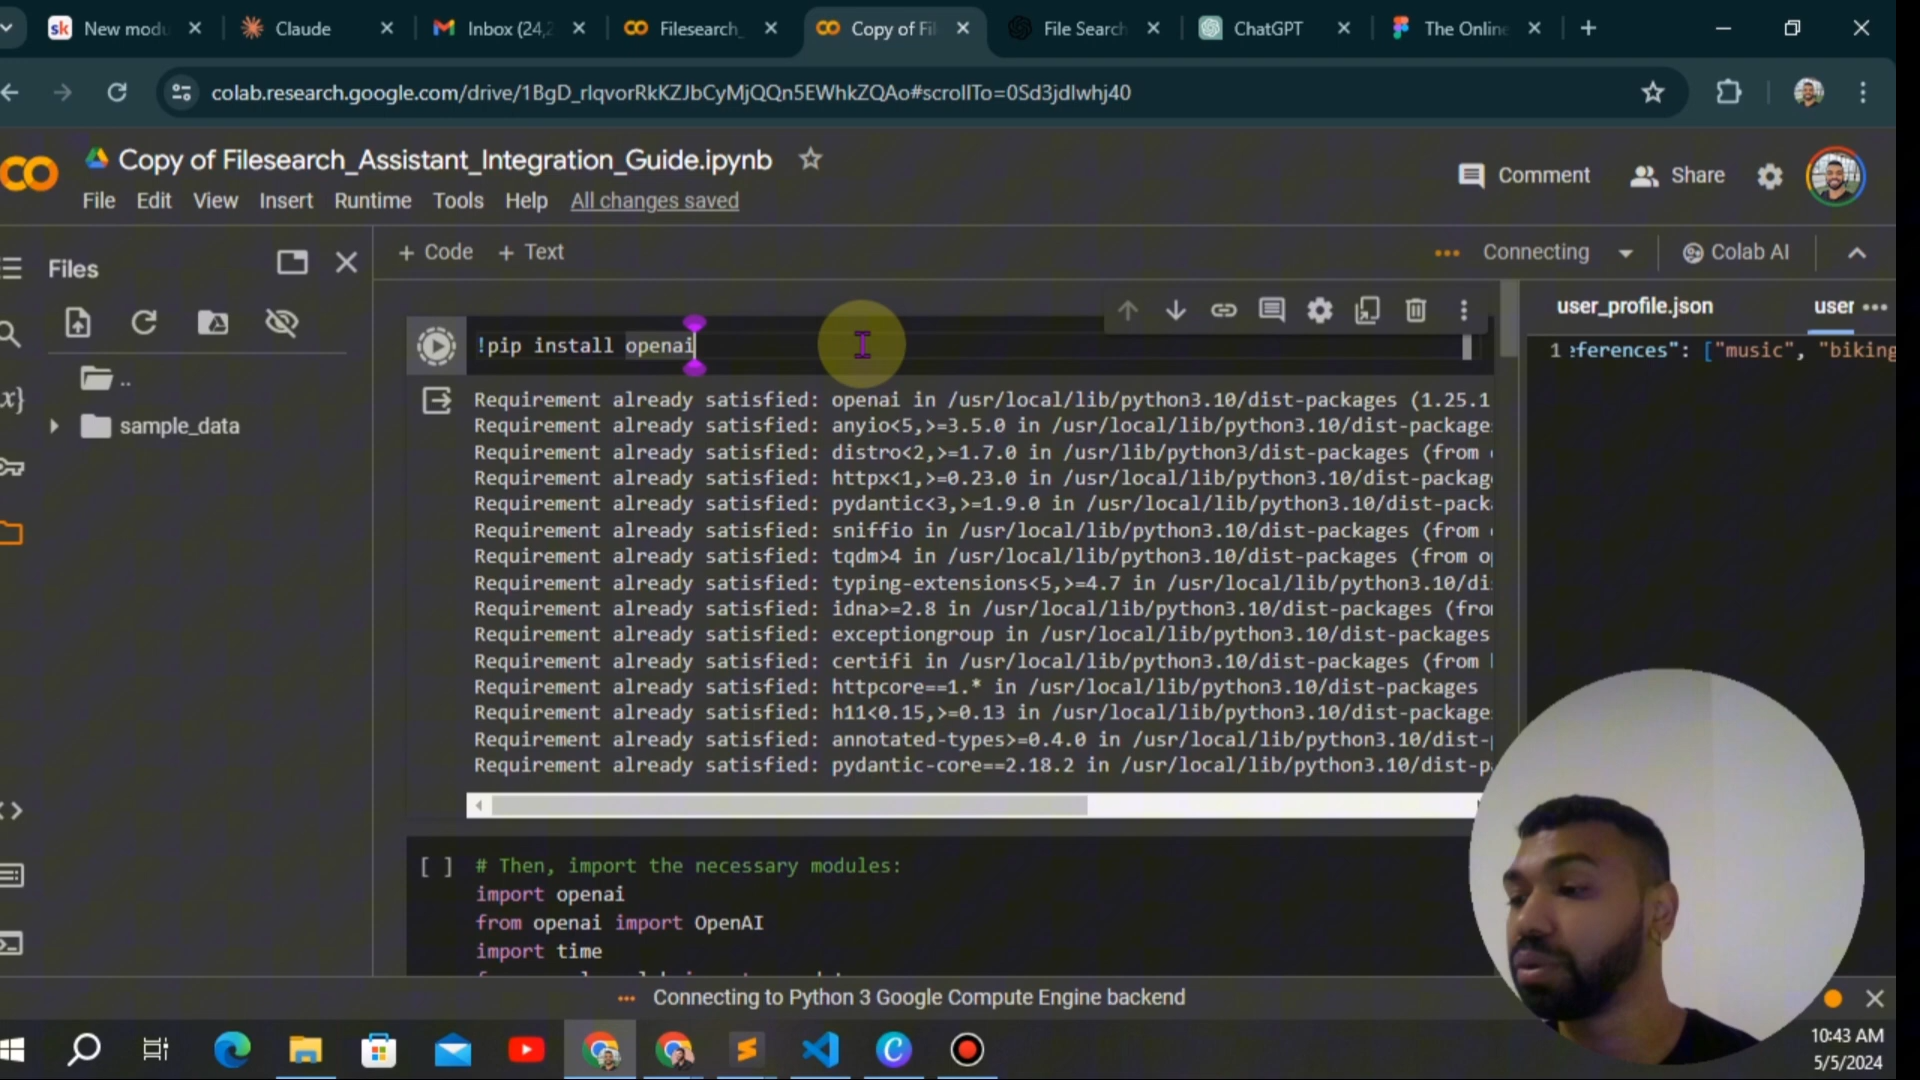 New modu
Claude
Inbox (24,2
Filesearch_
Copy of Fil
File Search
ChatGPT
The Online
colab.research.google.com/drive/1BgD_rlqvorRkKZJbCyMjQQn5EWhkZQAo#scrollTo=0Sd3jdlwhj40
Copy of Filesearch_Assistant_Integration_Guide.ipynb
Comment
Share
File Edit View Insert Runtime Tools Help All changes saved
Files
+ Code + Text
Connecting
Colab AI
user_profile.json
user
..
sample_data
!pip install openai
1 ferences": ["music", "biking
Requirement already satisfied: openai in /usr/local/lib/python3.10/dist-packages (1.25.1
Requirement already satisfied: anyio<5,>=3.5.0 in /usr/local/lib/python3.10/dist-package
Requirement already satisfied: distro<2,>=1.7.0 in /usr/lib/python3/dist-packages (from
Requirement already satisfied: httpx<1,>=0.23.0 in /usr/local/lib/python3.10/dist-packag
Requirement already satisfied: pydantic<3,>=1.9.0 in /usr/local/lib/python3.10/dist-pack
Requirement already satisfied: sniffio in /usr/local/lib/python3.10/dist-packages (from
Requirement already satisfied: tqdm>4 in /usr/local/lib/python3.10/dist-packages (from op
Requirement already satisfied: typing-extensions<5,>=4.7 in /usr/local/lib/python3.10/di
Requirement already satisfied: idna>=2.8 in /usr/local/lib/python3.10/dist-packages (fro
Requirement already satisfied: exceptiongroup in /usr/local/lib/python3.10/dist-packages
Requirement already satisfied: certifi in /usr/local/lib/python3.10/dist-packages (from
Requirement already satisfied: httpcore==1.* in /usr/local/lib/python3.10/dist-packages
Requirement already satisfied: h11<0.15,>=0.13 in /usr/local/lib/python3.10/dist-package
Requirement already satisfied: annotated-types>=0.4.0 in /usr/local/lib/python3.10/dist-
Requirement already satisfied: pydantic-core==2.18.2 in /usr/local/lib/python3.10/dist-p
[ ] # Then, import the necessary modules:
import openai
from openai import OpenAI
import time
Connecting to Python 3 Google Compute Engine backend
10:43 AM
5/5/2024